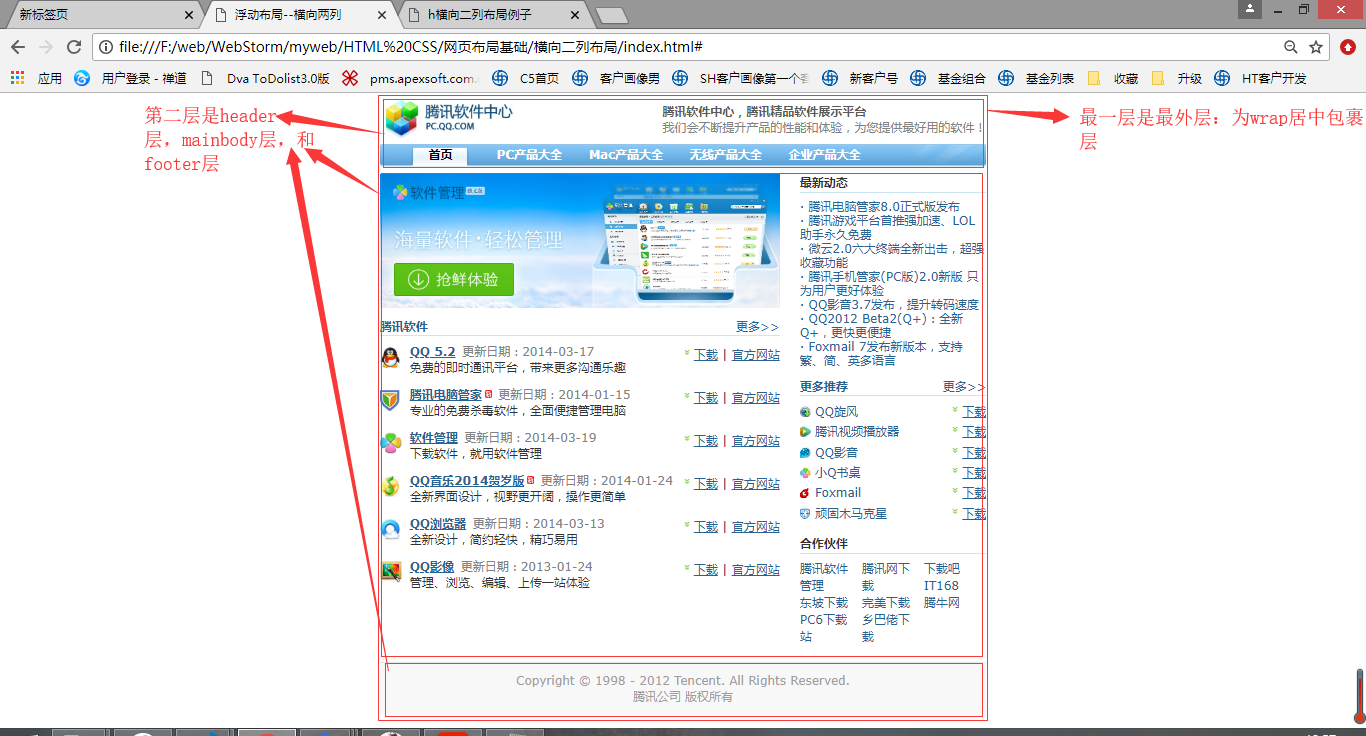 新标签页
浮动布局--横向两列
h横向二列布局例子
file:///F:/web/WebStorm/myweb/HTML%20CSS/网页布局基础/横向二列布局/index.html#
应用
用户登录 - 禅道
Dva ToDolist3.0版
pms.apexsoft.com.
C5首页
客户画像男
SH客户画像第一个客
新客户号
基金组合
基金列表
收藏
升级
HT客户开发
第二层是header
层，mainbody层，和
footer层
最一层是最外层：为wrap居中包裹
层
腾讯软件中心
PC.QQ.COM
腾讯软件中心，腾讯精品软件展示平台
我们会不断提升产品的性能和体验，为您提供最好用的软件！
首页
PC产品大全
Mac产品大全
无线产品大全
企业产品大全
软件管理
海量软件·轻松管理
抢鲜体验
腾讯软件
更多>>
QQ 5.2 更新日期：2014-03-17
免费的即时通讯平台，带来更多沟通乐趣
下载 | 官方网站
腾讯电脑管家 更新日期：2014-01-15
专业的免费杀毒软件，全面便捷管理电脑
下载 | 官方网站
软件管理 更新日期：2014-03-19
下载软件，就用软件管理
下载 | 官方网站
QQ音乐2014贺岁版 更新日期：2014-01-24
全新界面设计，视野更开阔，操作更简单
下载 | 官方网站
QQ浏览器 更新日期：2014-03-13
全新设计，简约轻快，精巧易用
下载 | 官方网站
QQ影像 更新日期：2013-01-24
管理、浏览、编辑、上传一站体验
下载 | 官方网站
最新动态
· 腾讯电脑管家8.0正式版发布
· 腾讯游戏平台首推强加速、LOL
助手永久免费
· 微云2.0六大终端全新出击，超强
收藏功能
· 腾讯手机管家(PC版)2.0新版 只
为用户更好体验
· QQ影音3.7发布，提升转码速度
· QQ2012 Beta2(Q+)：全新
Q+，更快更便捷
· Foxmail 7发布新版本，支持
繁、简、英多语言
更多推荐
更多>>
QQ旋风 下载
腾讯视频播放器 下载
QQ影音 下载
小Q书桌 下载
Foxmail 下载
顽固木马克星 下载
合作伙伴
腾讯软件 腾讯网下 下载吧
管理 载 IT168
东坡下载 完美下载 腾牛网
PC6下载 乡巴佬下
站 载
Copyright © 1998 - 2012 Tencent. All Rights Reserved.
腾讯公司 版权所有